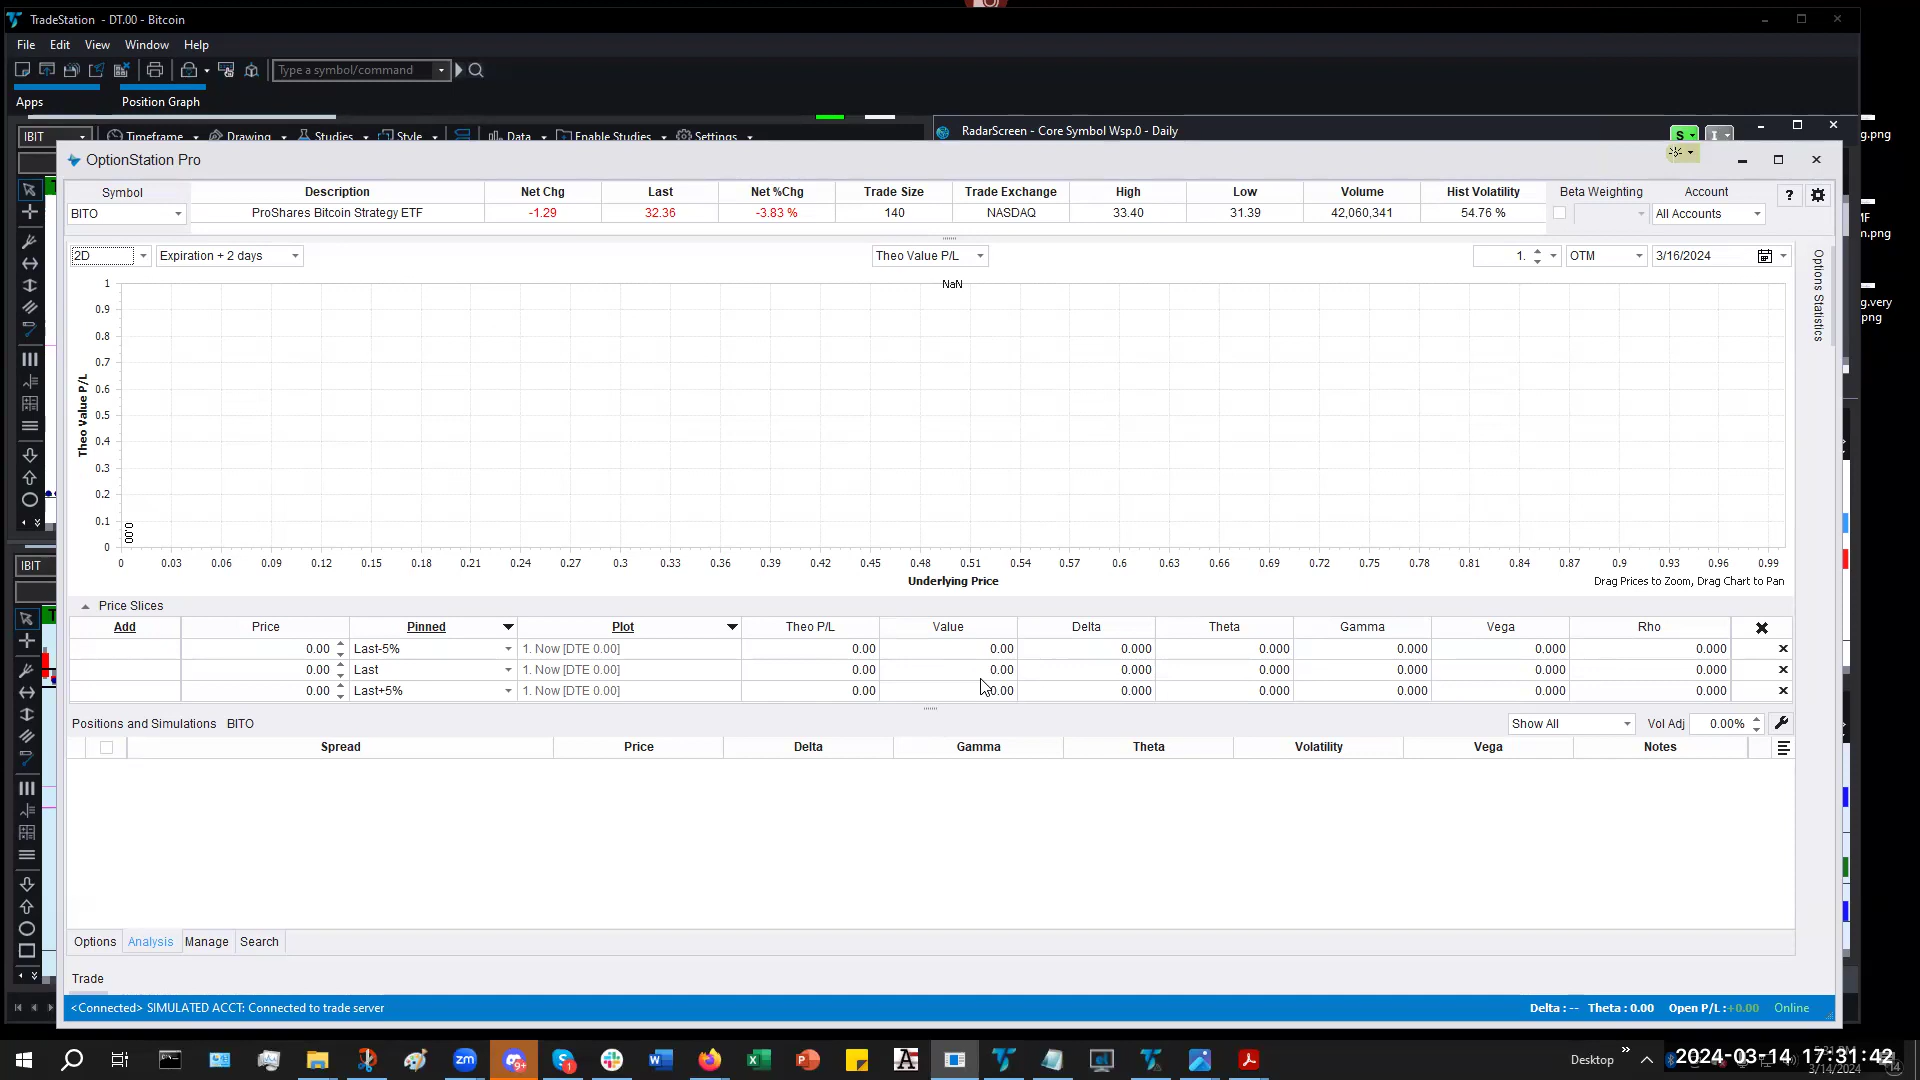 TradeStation - DT.00 - Bitcoin
File Edit View Window Help
Type a symbol/command
Apps Position Graph
IBIT Timeframe Drawing Studies Style Data Enable Studies Settings
RadarScreen - Core Symbol Wsp.0 - Daily
S I
g.png
OptionStation Pro
Symbol Description Net Chg Last Net %Chg Trade Size Trade Exchange High Low Volume Hist Volatility Beta Weighting Account
BITO ProShares Bitcoin Strategy ETF -1.29 32.36 -3.83 % 140 NASDAQ 33.40 31.39 42,060,341 54.76 % All Accounts ?
MF
n.png
2D Expiration + 2 days Theo Value P/L 1. OTM 3/16/2024
Options Statistics
g.very
png
NaN
1
0.9
0.8
0.7
0.6
0.5
0.4
0.3
0.2
0.1
0
Theo Value P/L
0.00
0 0.03 0.06 0.09 0.12 0.15 0.18 0.21 0.24 0.27 0.3 0.33 0.36 0.39 0.42 0.45 0.48 0.51 0.54 0.57 0.6 0.63 0.66 0.69 0.72 0.75 0.78 0.81 0.84 0.87 0.9 0.93 0.96 0.99
Underlying Price
Drag Prices to Zoom, Drag Chart to Pan
IBIT
Price Slices
Add Price Pinned Plot Theo P/L Value Delta Theta Gamma Vega Rho
0.00 Last-5% 1. Now [DTE 0.00] 0.00 0.00 0.000 0.000 0.000 0.000 0.000
0.00 Last 1. Now [DTE 0.00] 0.00 0.00 0.000 0.000 0.000 0.000 0.000
0.00 Last+5% 1. Now [DTE 0.00] 0.00 0.00 0.000 0.000 0.000 0.000 0.000
Positions and Simulations BITO Show All Vol Adj 0.00%
Spread Price Delta Gamma Theta Volatility Vega Notes
Options Analysis Manage Search
Trade
<Connected> SIMULATED ACCT: Connected to trade server
Delta : -- Theta : 0.00 Open P/L :+0.00 Online
Desktop
2024-03-14 17:31:42
3/14/2024